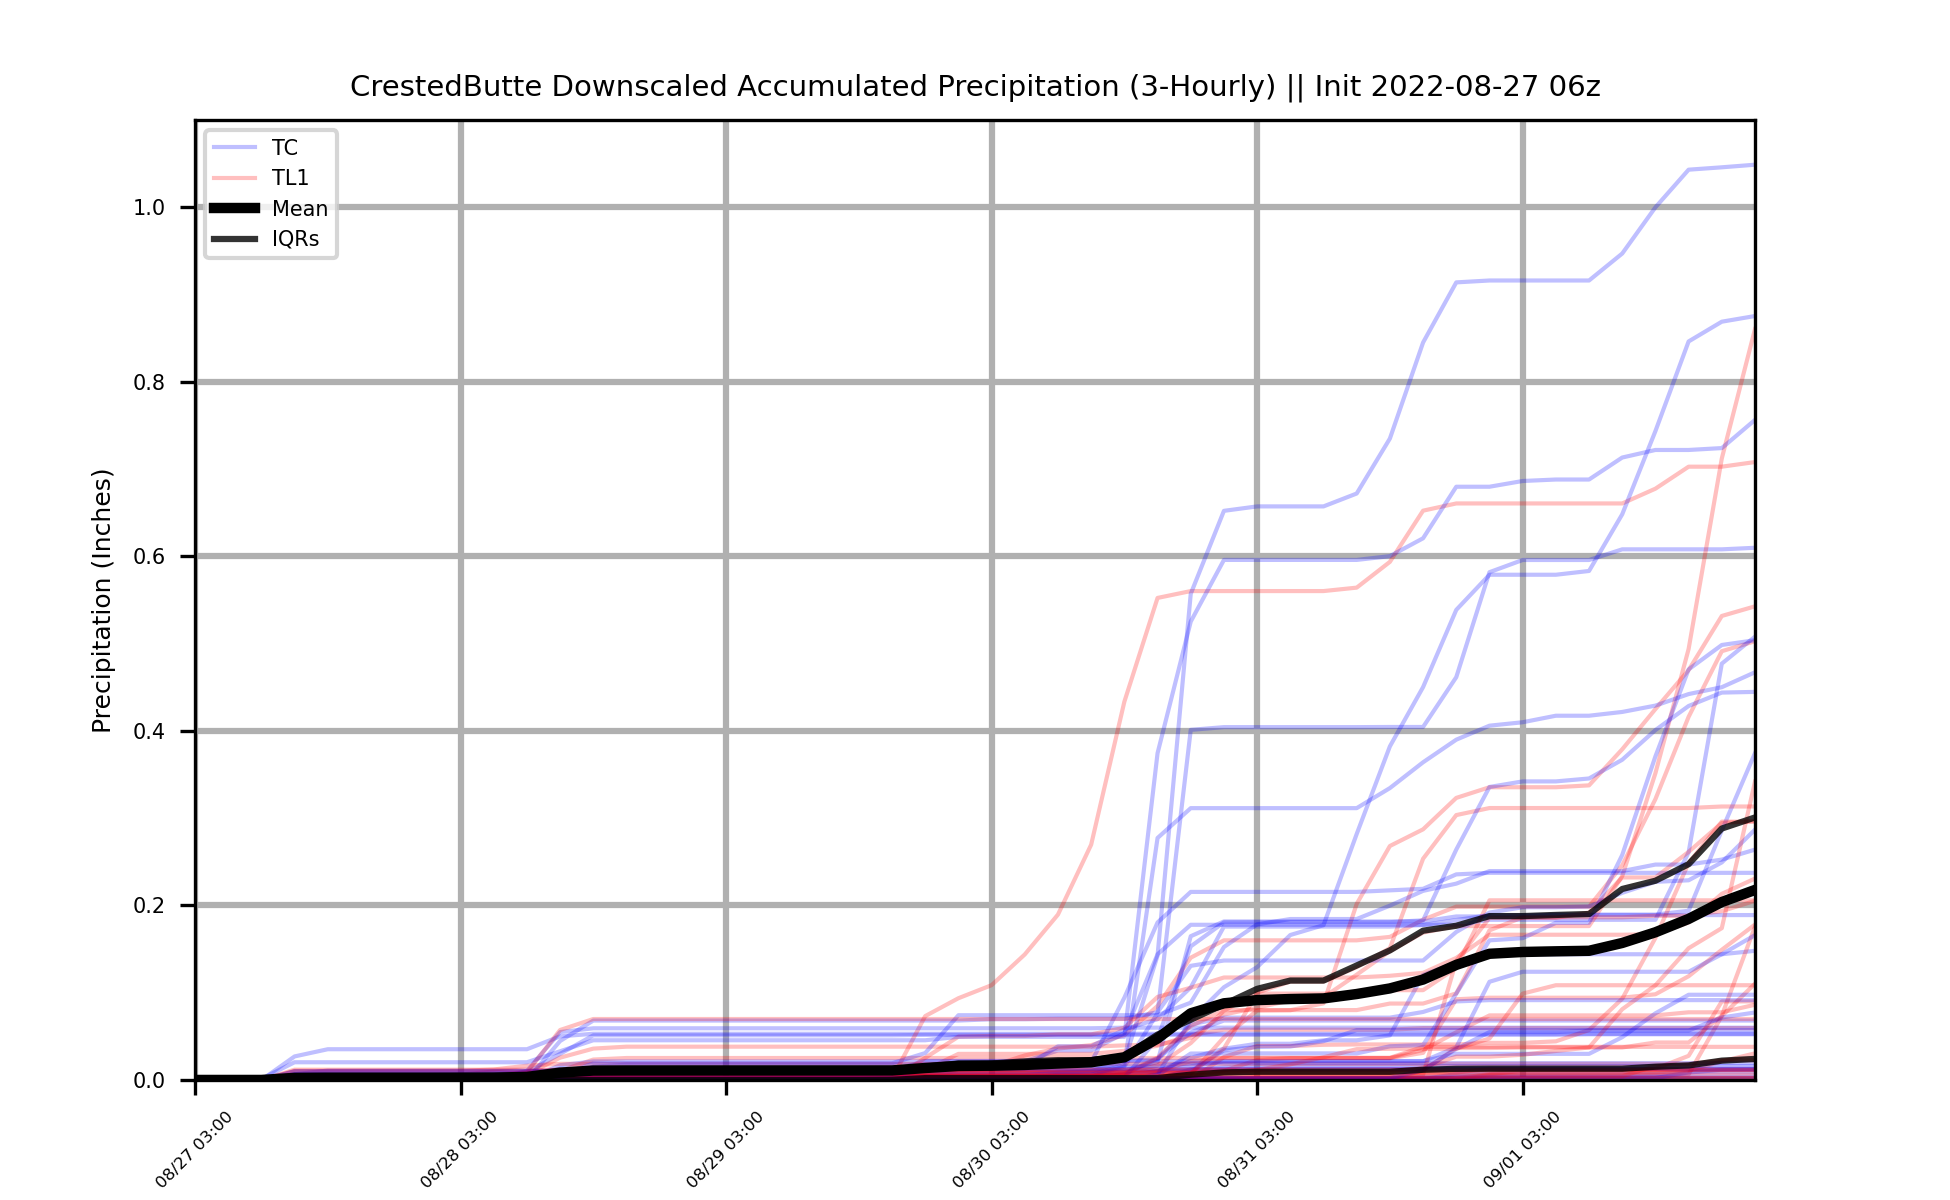 CrestedButte Downscaled Accumulated Precipitation (3-Hourly) || Init 2022-08-27 06z
TC
TL1
Mean
IQRs
Precipitation (Inches)
1.0
0.8
0.6
0.4
0.2
0.0
08/27 03:00
08/28 03:00
08/29 03:00
08/30 03:00
08/31 03:00
09/01 03:00